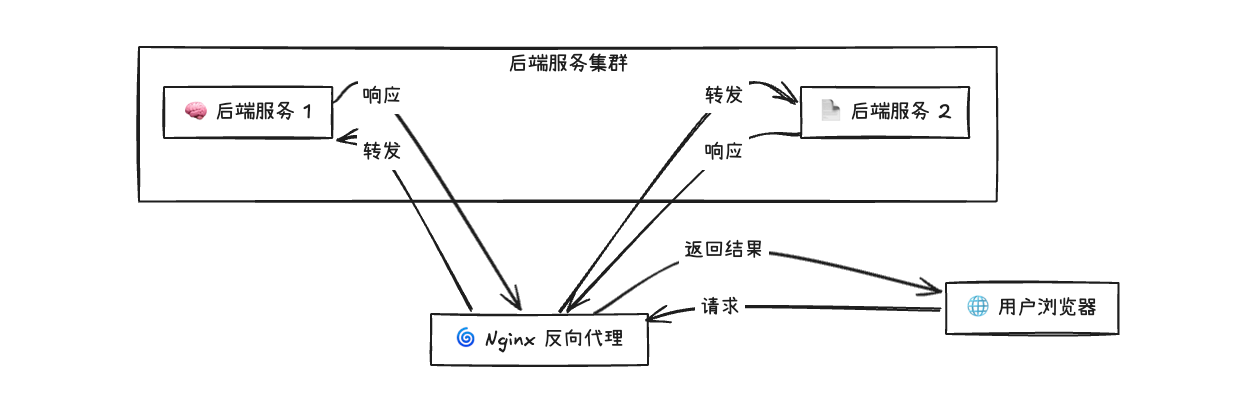 后端服务集群
🧠 后端服务 1
响应
转发
📄 后端服务 2
转发
响应
返回结果
请求
🌐 用户浏览器
🌀 Nginx 反向代理